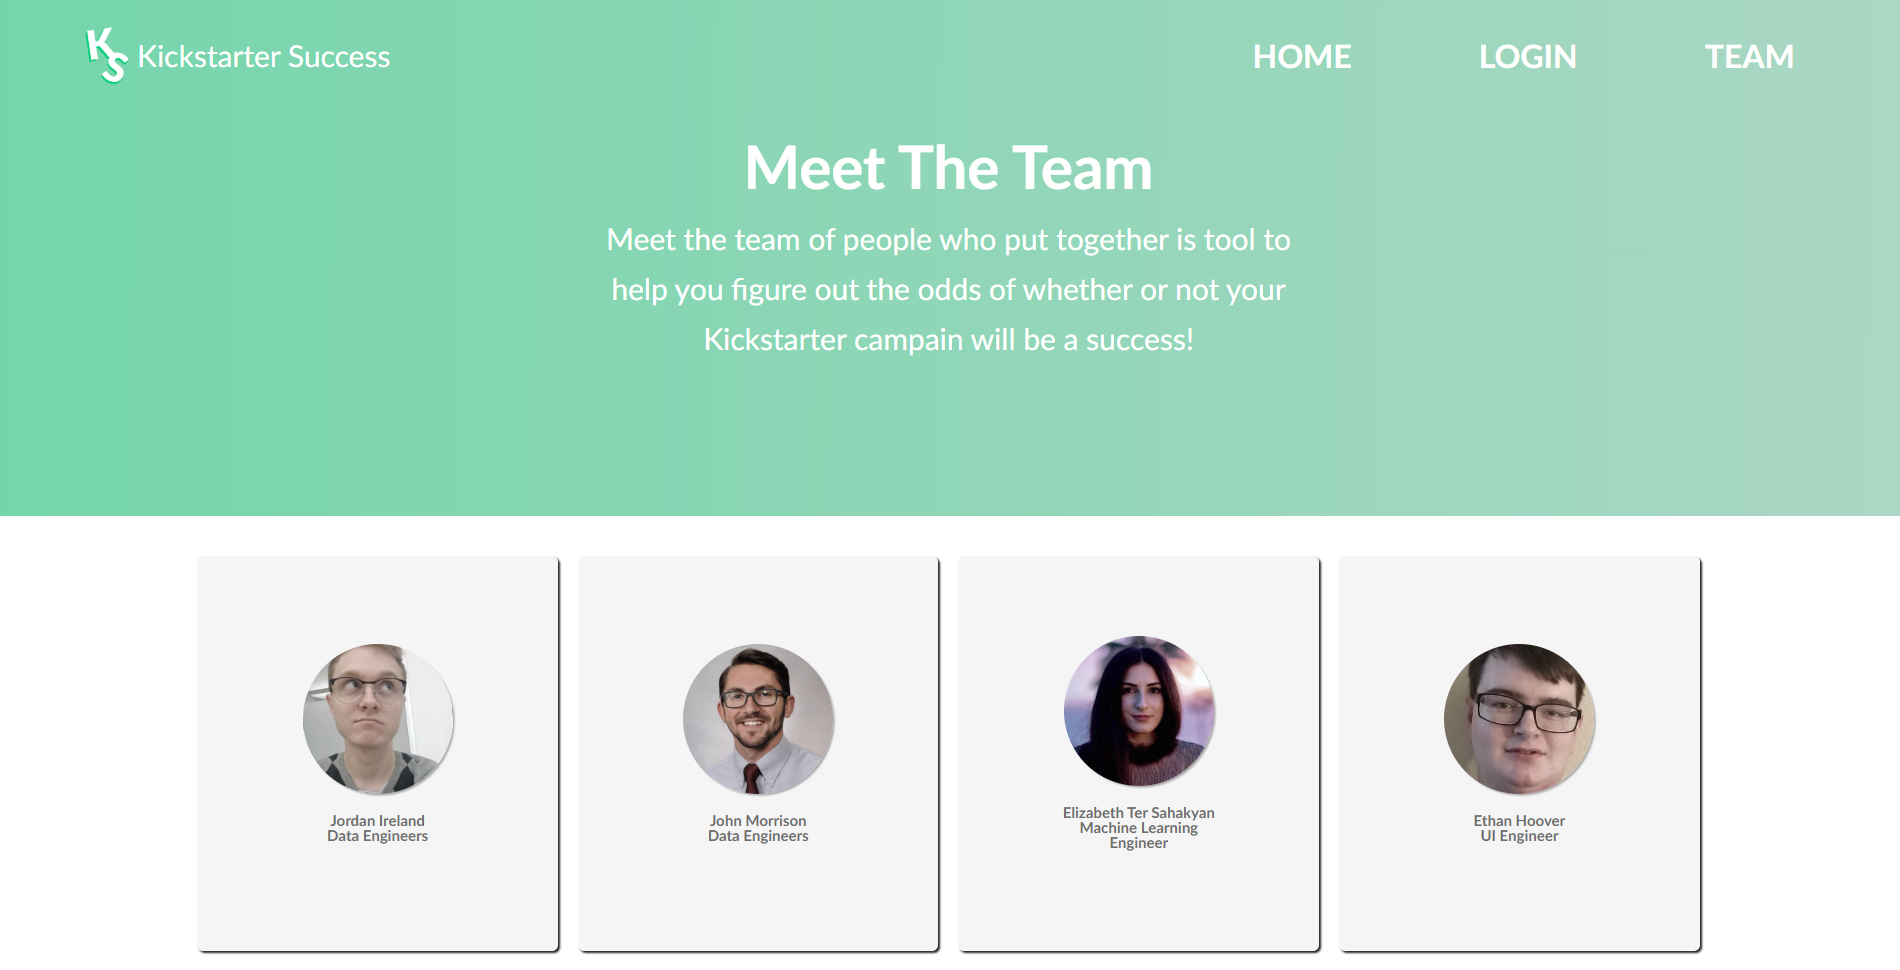 KS Kickstarter Success
HOME LOGIN TEAM
Meet The Team
Meet the team of people who put together is tool to
help you figure out the odds of whether or not your
Kickstarter campain will be a success!
Jordan Ireland
Data Engineers
John Morrison
Data Engineers
Elizabeth Ter Sahakyan
Machine Learning
Engineer
Ethan Hoover
UI Engineer